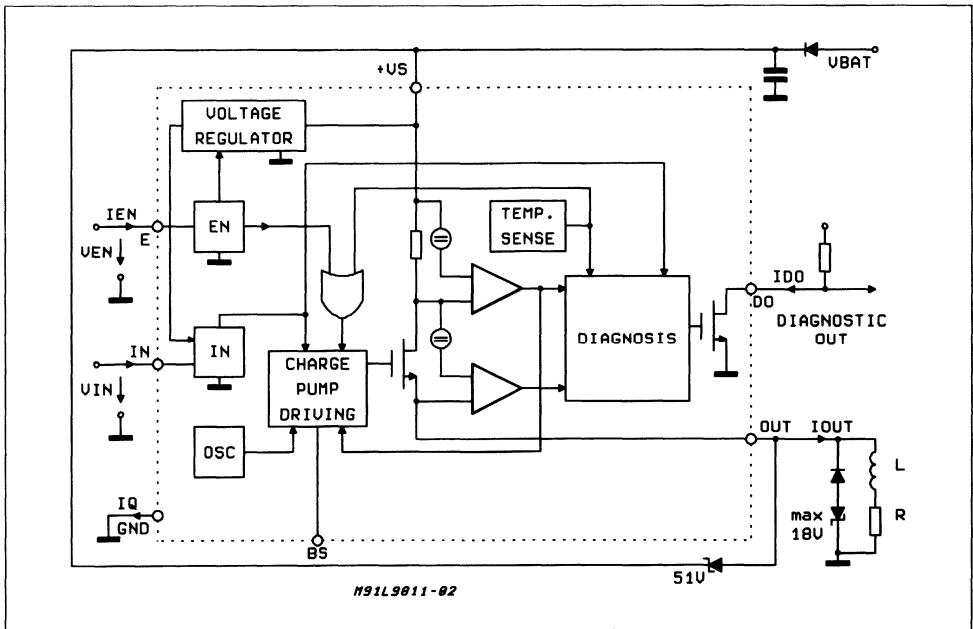 VBAT
+VS
VOLTAGE
REGULATOR
IEN
E
EN
VEN
TEMP.
SENSE
IDO
DO
DIAGNOSTIC
OUT
DIAGNOSIS
IN
IN
VIN
CHARGE
PUMP
DRIVING
OSC
OUT
IOUT
L
R
max
18V
IQ
GND
BS
51V
M91L9811-02